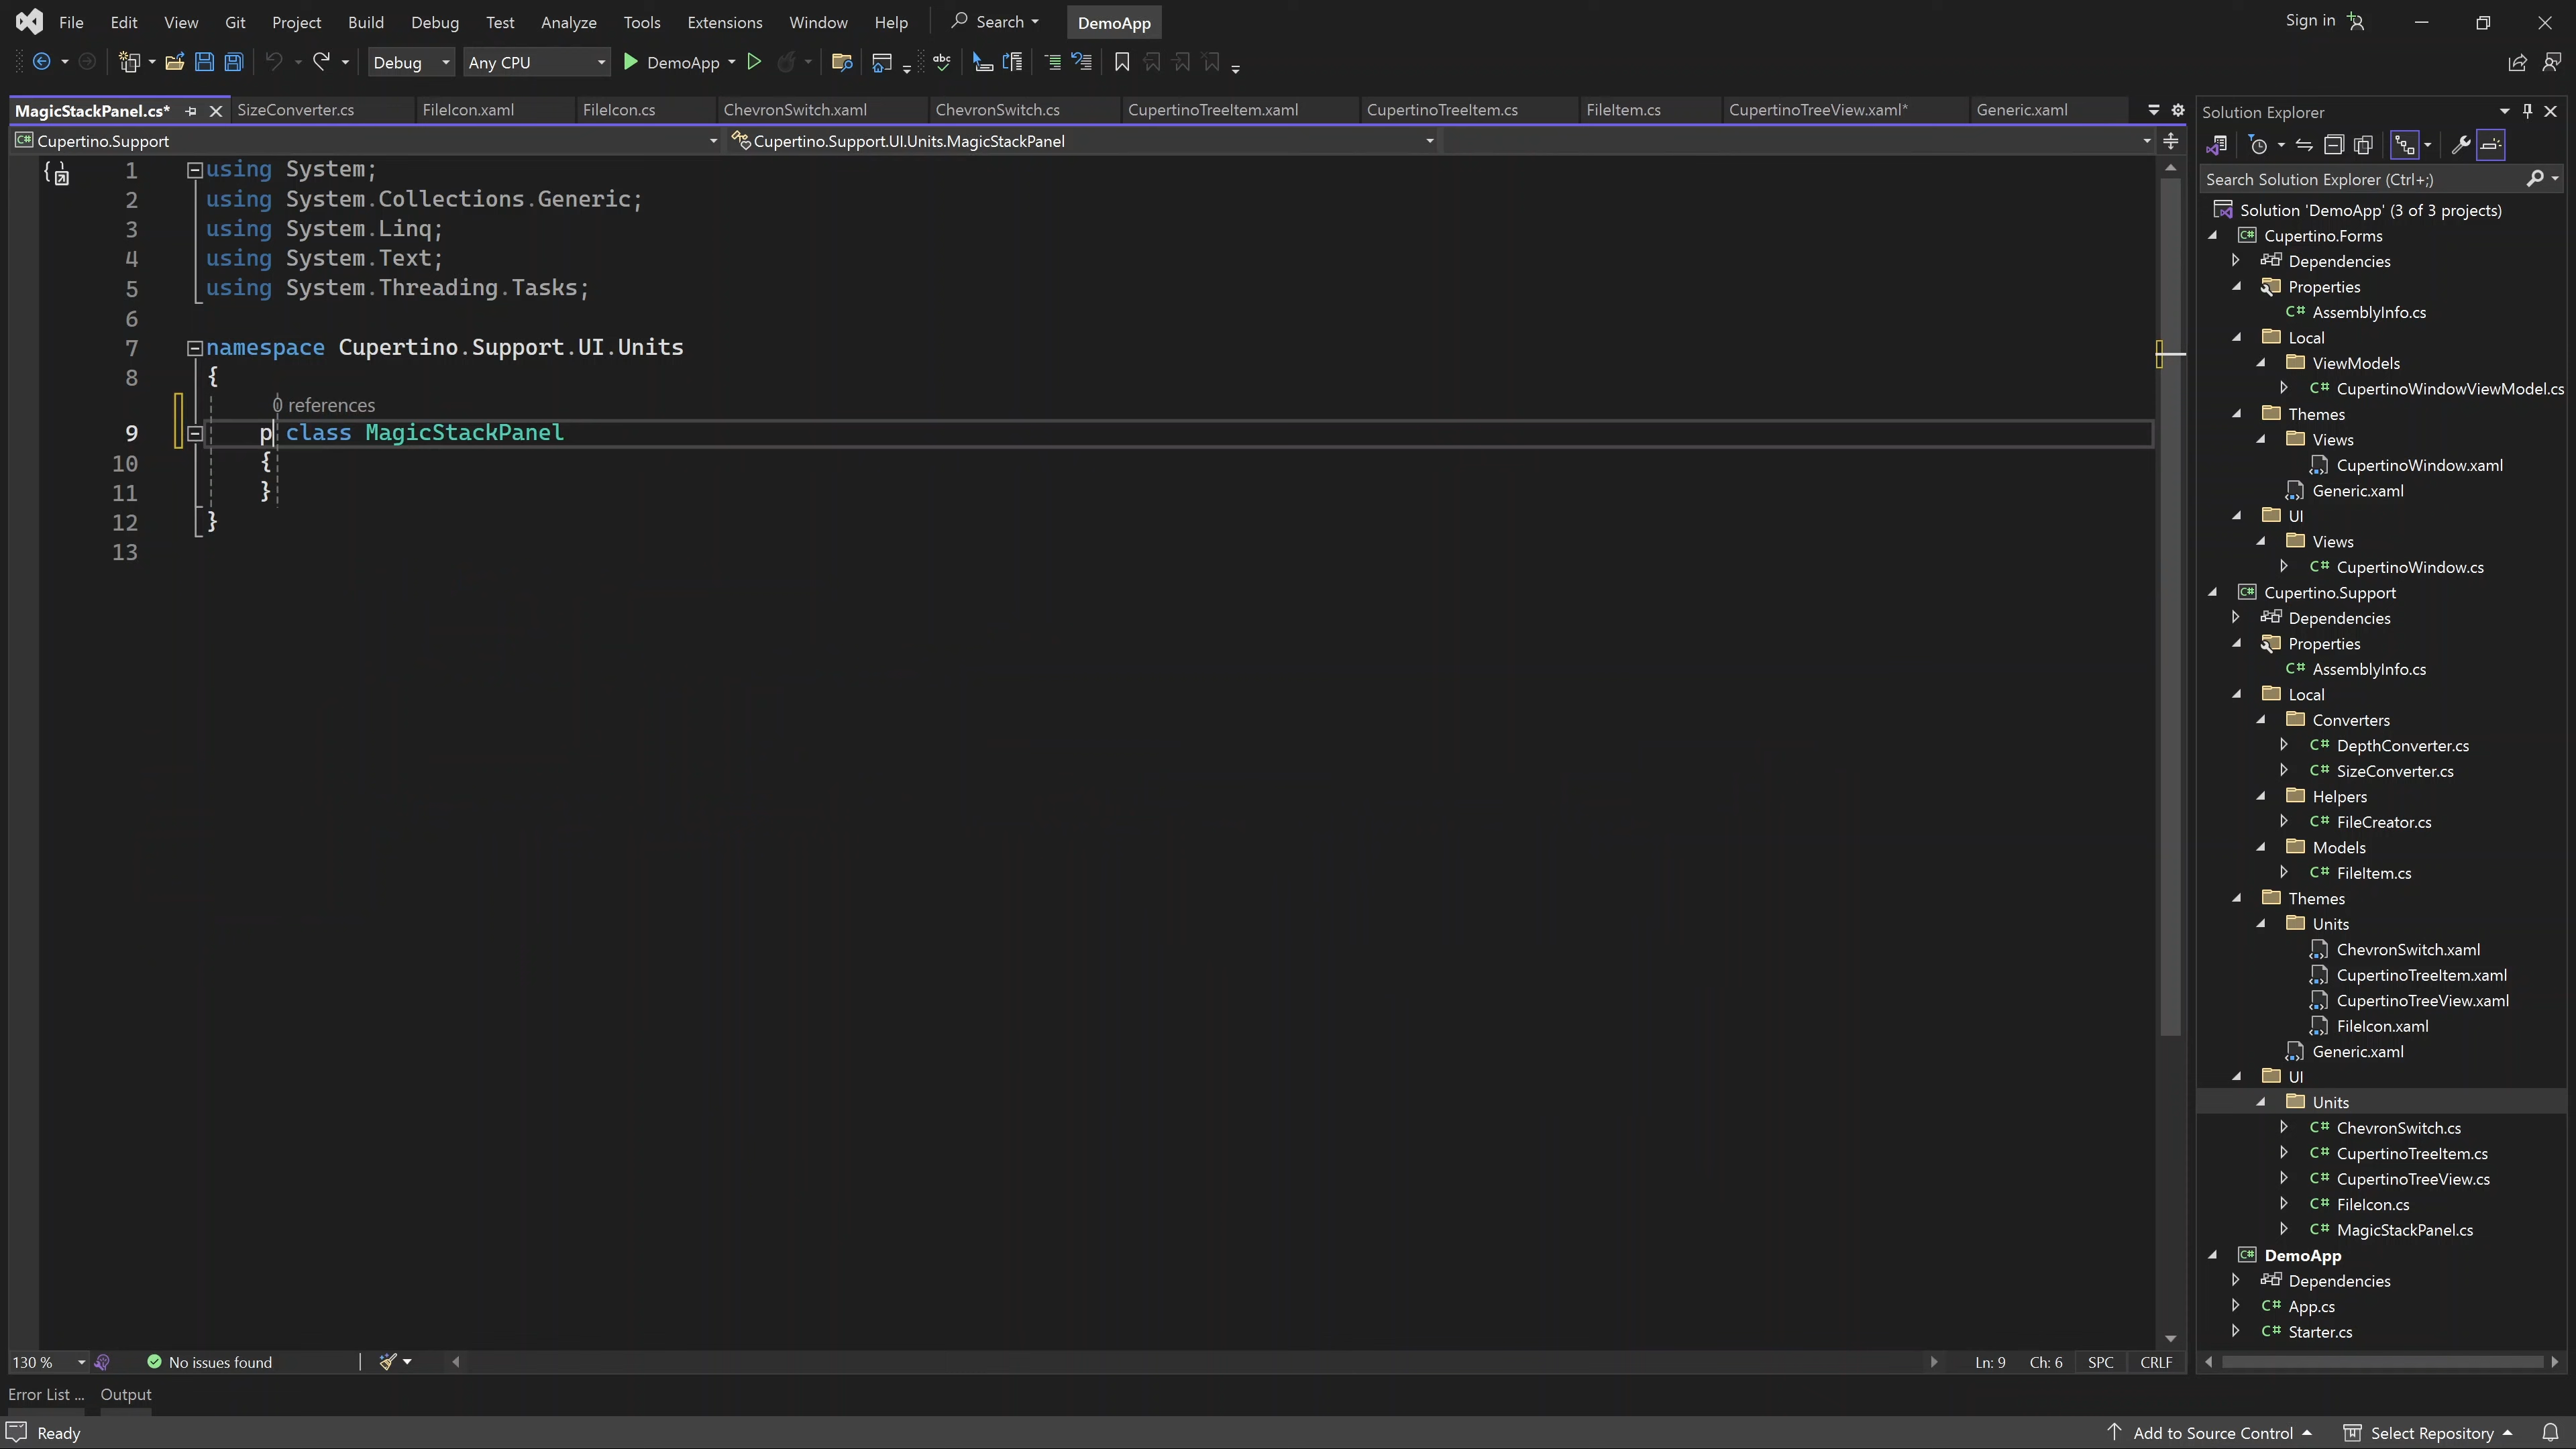 File Edit View Git Project Build Debug Test Analyze Tools Extensions Window Help Search DemoApp Sign in
Debug Any CPU DemoApp abc
MagicStackPanel.cs* SizeConverter.cs FileIcon.xaml FileIcon.cs ChevronSwitch.xaml ChevronSwitch.cs CupertinoTreeItem.xaml CupertinoTreeItem.cs FileItem.cs CupertinoTreeView.xaml* Generic.xaml
C# Cupertino.Support Cupertino.Support.UI.Units.MagicStackPanel
1 using System;
2 using System.Collections.Generic;
3 using System.Linq;
4 using System.Text;
5 using System.Threading.Tasks;
6
7 namespace Cupertino.Support.UI.Units
8 {
0 references
9 p class MagicStackPanel
10 {
11 }
12 }
13
130 % No issues found Ln: 9 Ch: 6 SPC CRLF
Error List ... Output
Ready Add to Source Control Select Repository
Solution Explorer
Search Solution Explorer (Ctrl+;)
Solution 'DemoApp' (3 of 3 projects)
C# Cupertino.Forms
Dependencies
Properties
C# AssemblyInfo.cs
Local
ViewModels
C# CupertinoWindowViewModel.cs
Themes
Views
CupertinoWindow.xaml
Generic.xaml
UI
Views
C# CupertinoWindow.cs
C# Cupertino.Support
Dependencies
Properties
C# AssemblyInfo.cs
Local
Converters
C# DepthConverter.cs
C# SizeConverter.cs
Helpers
C# FileCreator.cs
Models
C# FileItem.cs
Themes
Units
ChevronSwitch.xaml
CupertinoTreeItem.xaml
CupertinoTreeView.xaml
FileIcon.xaml
Generic.xaml
UI
Units
C# ChevronSwitch.cs
C# CupertinoTreeItem.cs
C# CupertinoTreeView.cs
C# FileIcon.cs
C# MagicStackPanel.cs
C# DemoApp
Dependencies
C# App.cs
C# Starter.cs